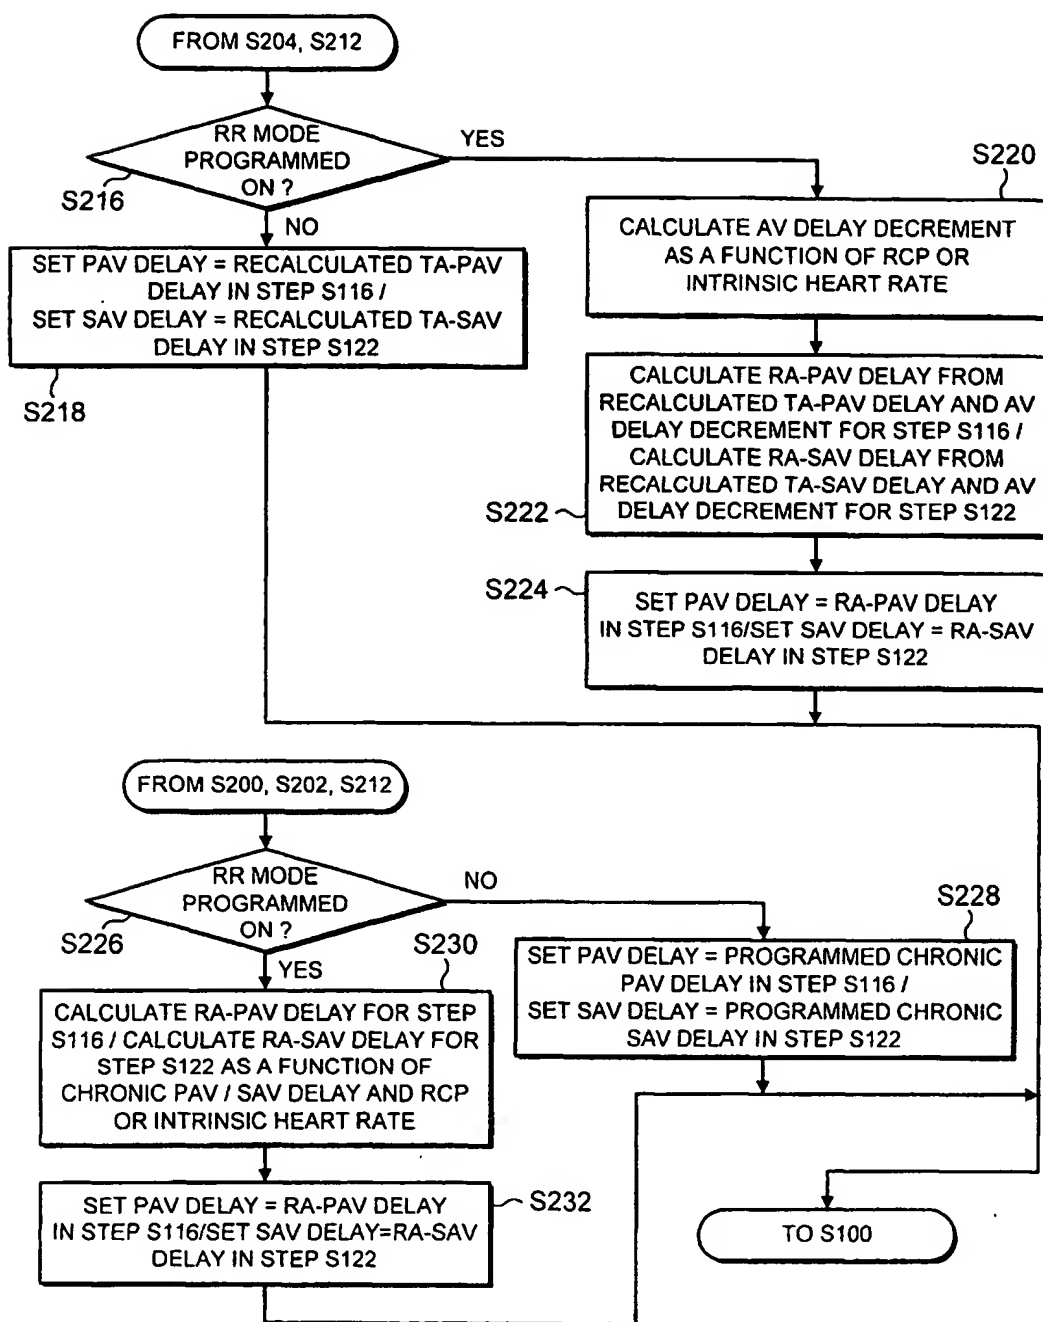 FROM S204, S212
RR MODE
PROGRAMMED
ON ?
S216
YES
NO
SET PAV DELAY = RECALCULATED TA-PAV
DELAY IN STEP S116 /
SET SAV DELAY = RECALCULATED TA-SAV
DELAY IN STEP S122
S218
S220
CALCULATE AV DELAY DECREMENT
AS A FUNCTION OF RCP OR
INTRINSIC HEART RATE
CALCULATE RA-PAV DELAY FROM
RECALCULATED TA-PAV DELAY AND AV
DELAY DECREMENT FOR STEP S116 /
CALCULATE RA-SAV DELAY FROM
RECALCULATED TA-SAV DELAY AND AV
DELAY DECREMENT FOR STEP S122
S222
S224
SET PAV DELAY = RA-PAV DELAY
IN STEP S116/SET SAV DELAY = RA-SAV
DELAY IN STEP S122
FROM S200, S202, S212
RR MODE
PROGRAMMED
ON ?
S226
NO
YES
S228
SET PAV DELAY = PROGRAMMED CHRONIC
PAV DELAY IN STEP S116 /
SET SAV DELAY = PROGRAMMED CHRONIC
SAV DELAY IN STEP S122
S230
CALCULATE RA-PAV DELAY FOR STEP
S116 / CALCULATE RA-SAV DELAY FOR
STEP S122 AS A FUNCTION OF
CHRONIC PAV / SAV DELAY AND RCP
OR INTRINSIC HEART RATE
SET PAV DELAY = RA-PAV DELAY
IN STEP S116/SET SAV DELAY=RA-SAV
DELAY IN STEP S122
S232
TO S100